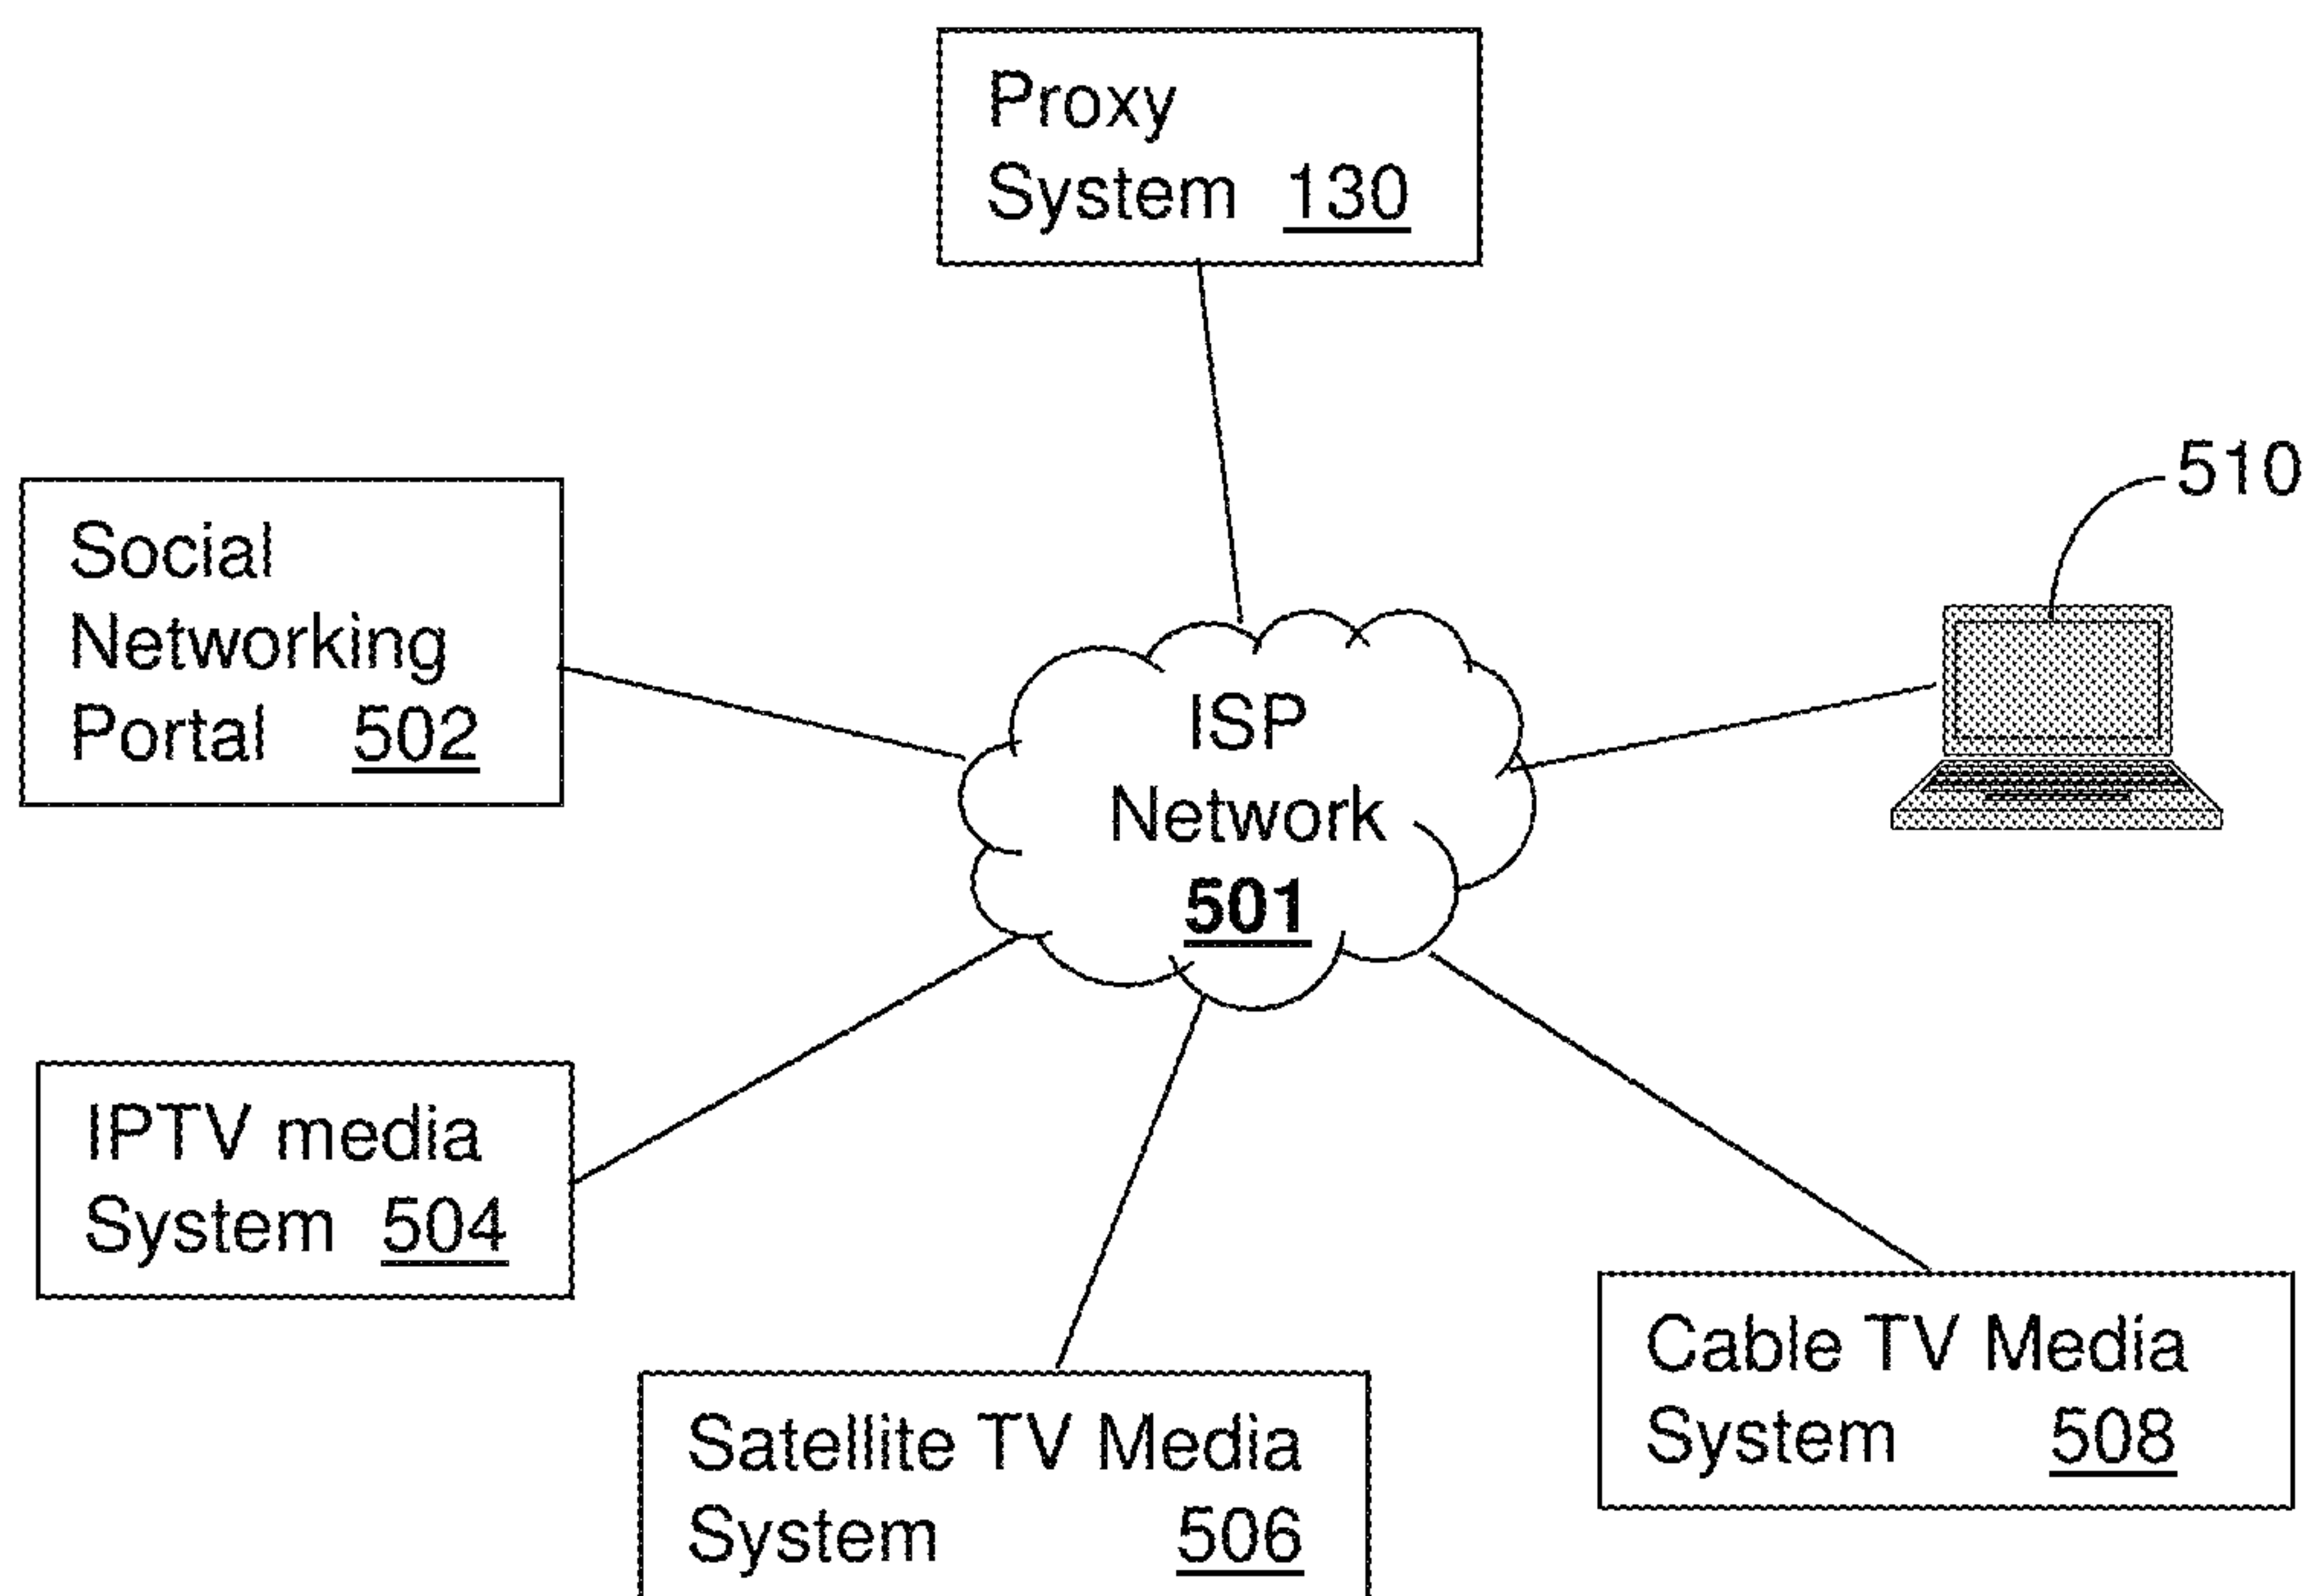 Proxy
System 130
510
Social
Networking
Portal 502
ISP
Network
501
IPTV media
System 504
Cable TV Media
System 508
Satellite TV Media
System 506